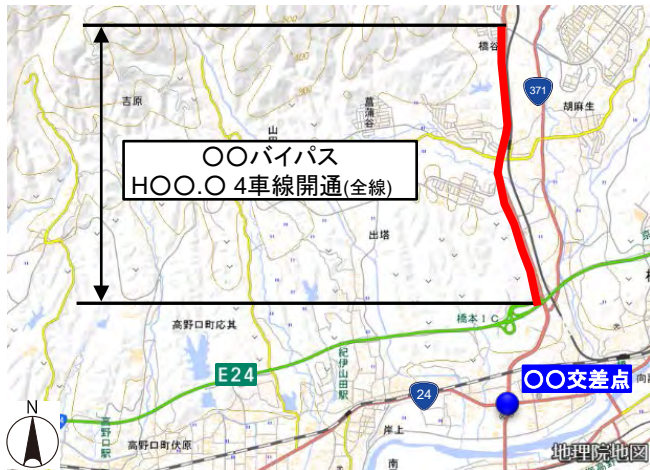 橋谷
371
吉原
胡麻生
菖蒲谷
山田
〇〇バイパス
H〇〇.〇 4車線開通(全線)
出塔
橋本IC
高野口町応其
E24
紀伊山田駅
24
〇〇交差点
向
N
高野口駅
高野口町伏原
岸上
南
地理院地図